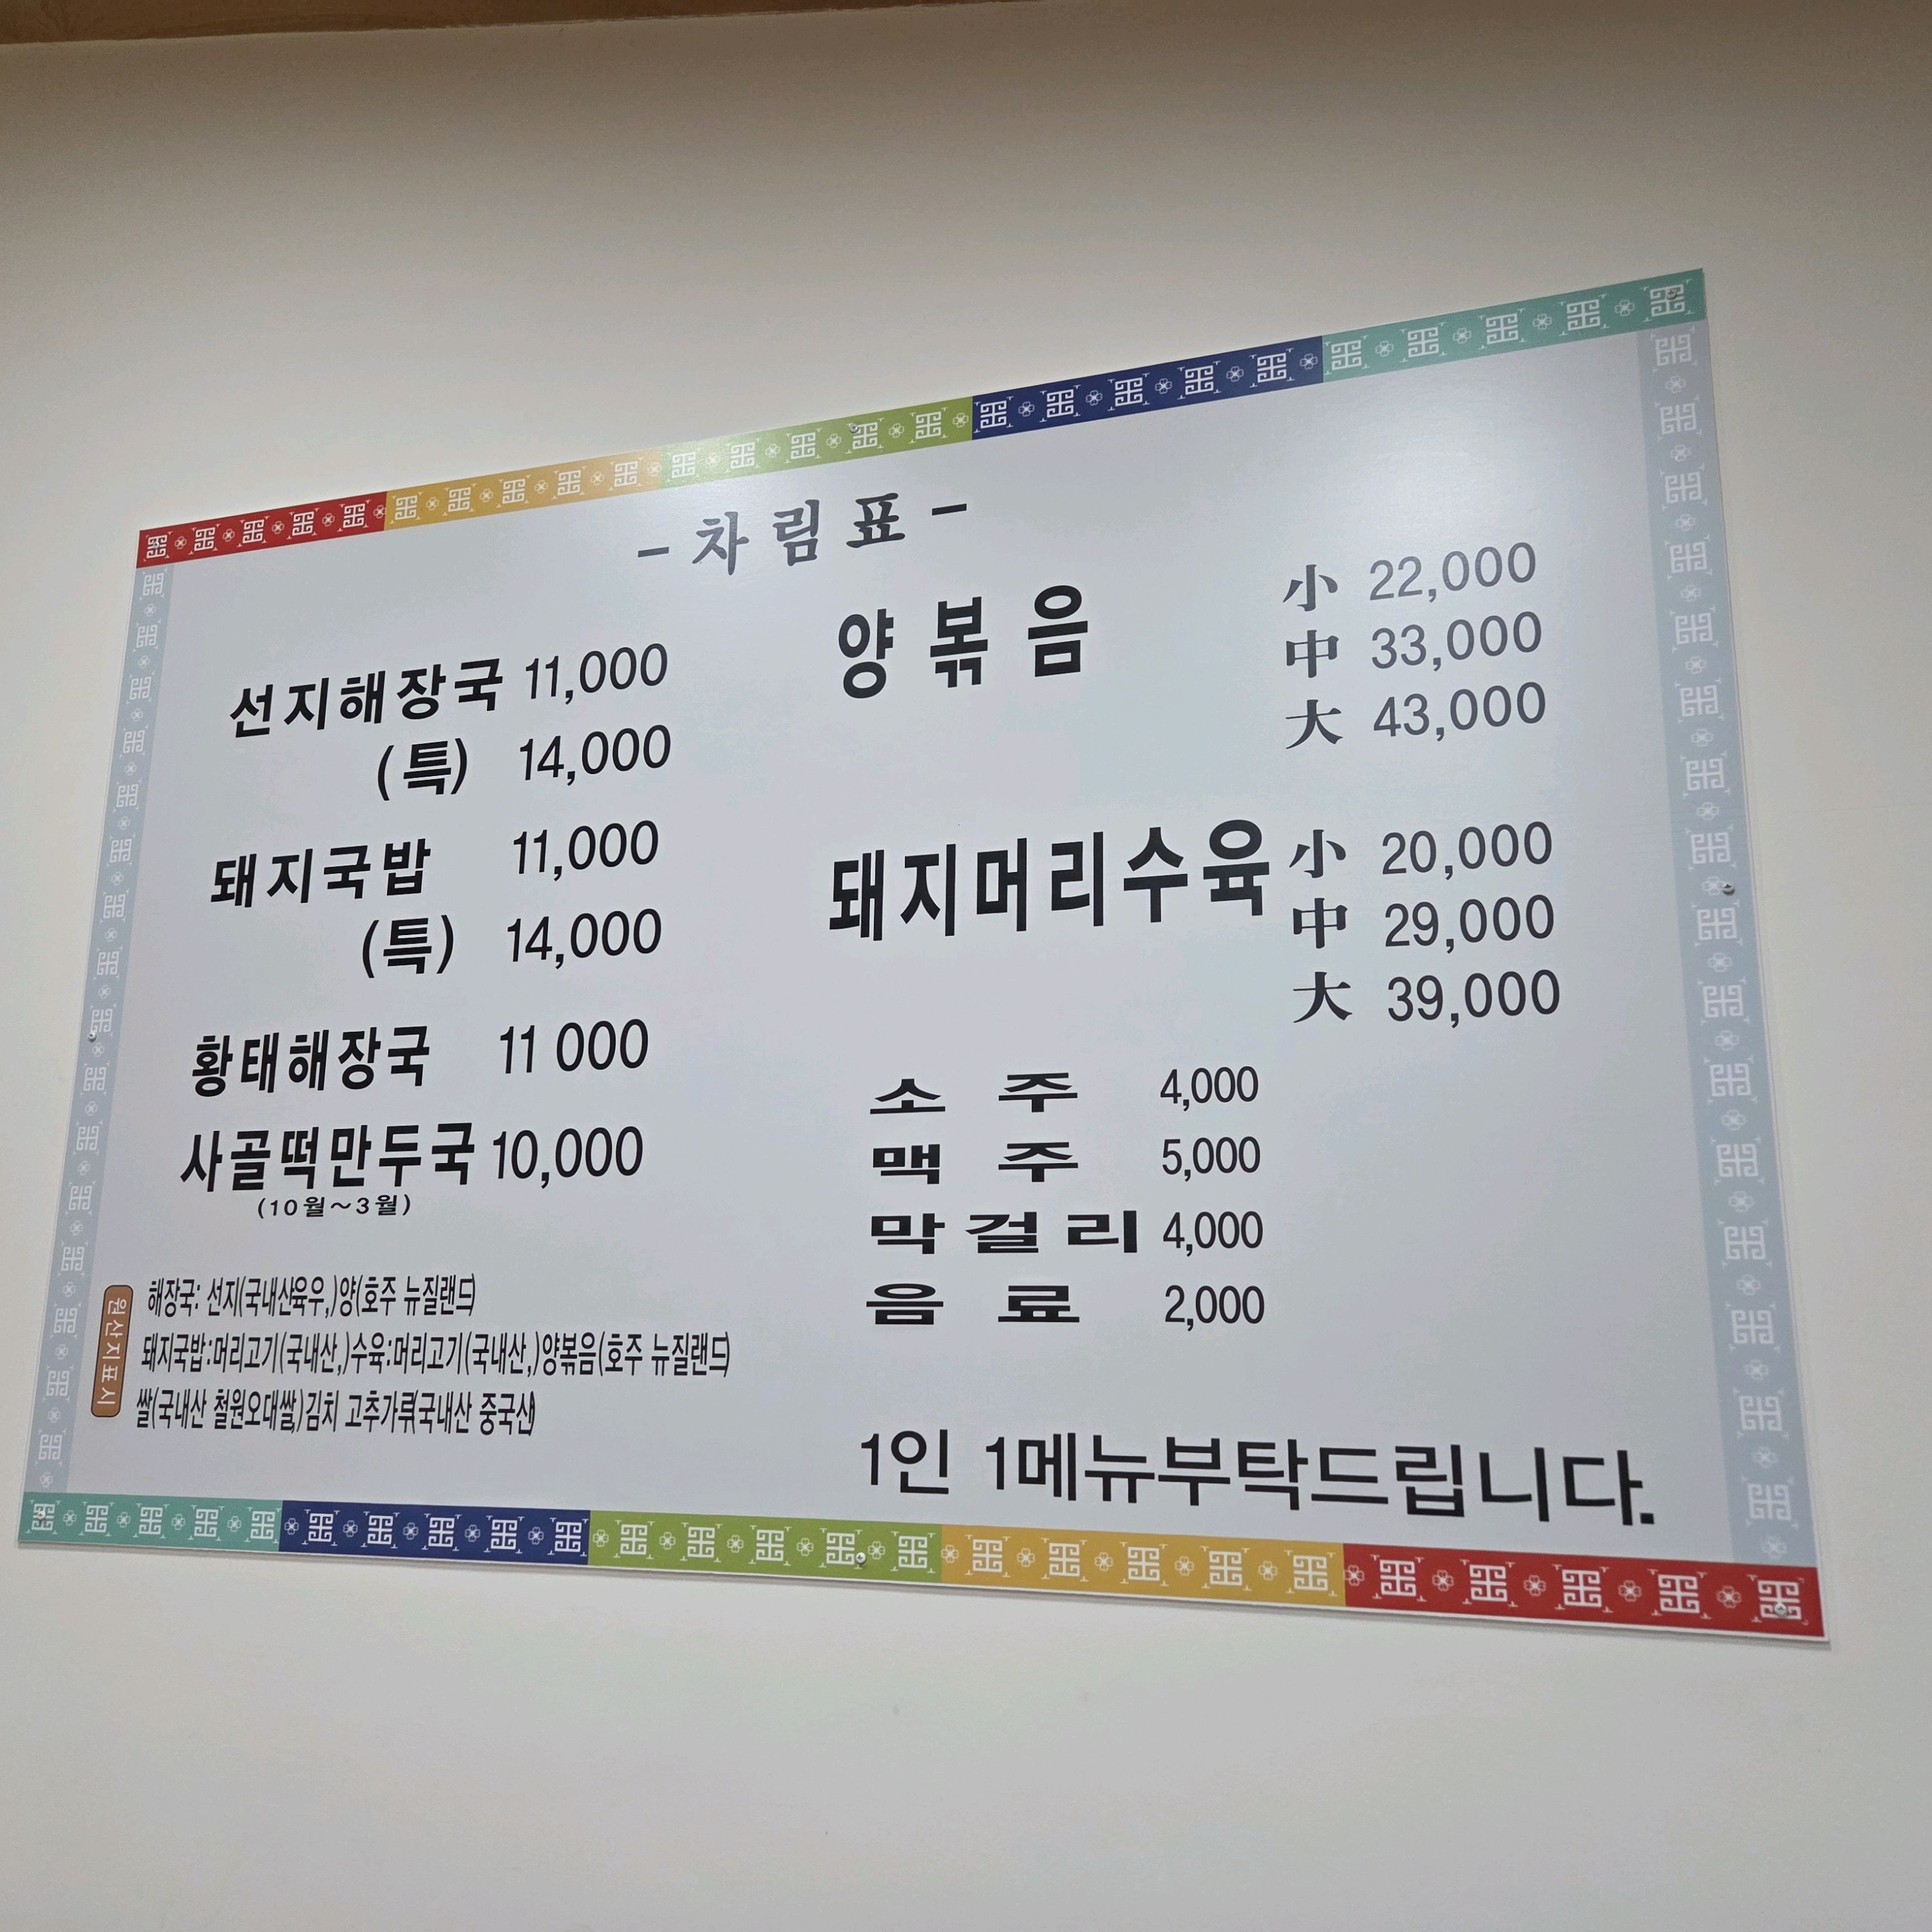 - 차림표 -
선지해장국 11,000
(특) 14,000
돼지국밥 11,000
(특) 14,000
황태해장국 11 000
사골떡만두국 10,000
(10월~3월)
원산지표시
해장국: 선지(국내산육우,)양(호주 뉴질랜드)
돼지국밥:머리고기(국내산,)수육:머리고기(국내산,)양볶음(호주 뉴질랜드)
쌀(국내산 철원오대쌀,)김치 고추가류(국내산 중국산)
양볶음 小 22,000
中 33,000
大 43,000
돼지머리수육 小 20,000
中 29,000
大 39,000
소주 4,000
맥주 5,000
막걸리 4,000
음료 2,000
1인 1메뉴부탁드립니다.